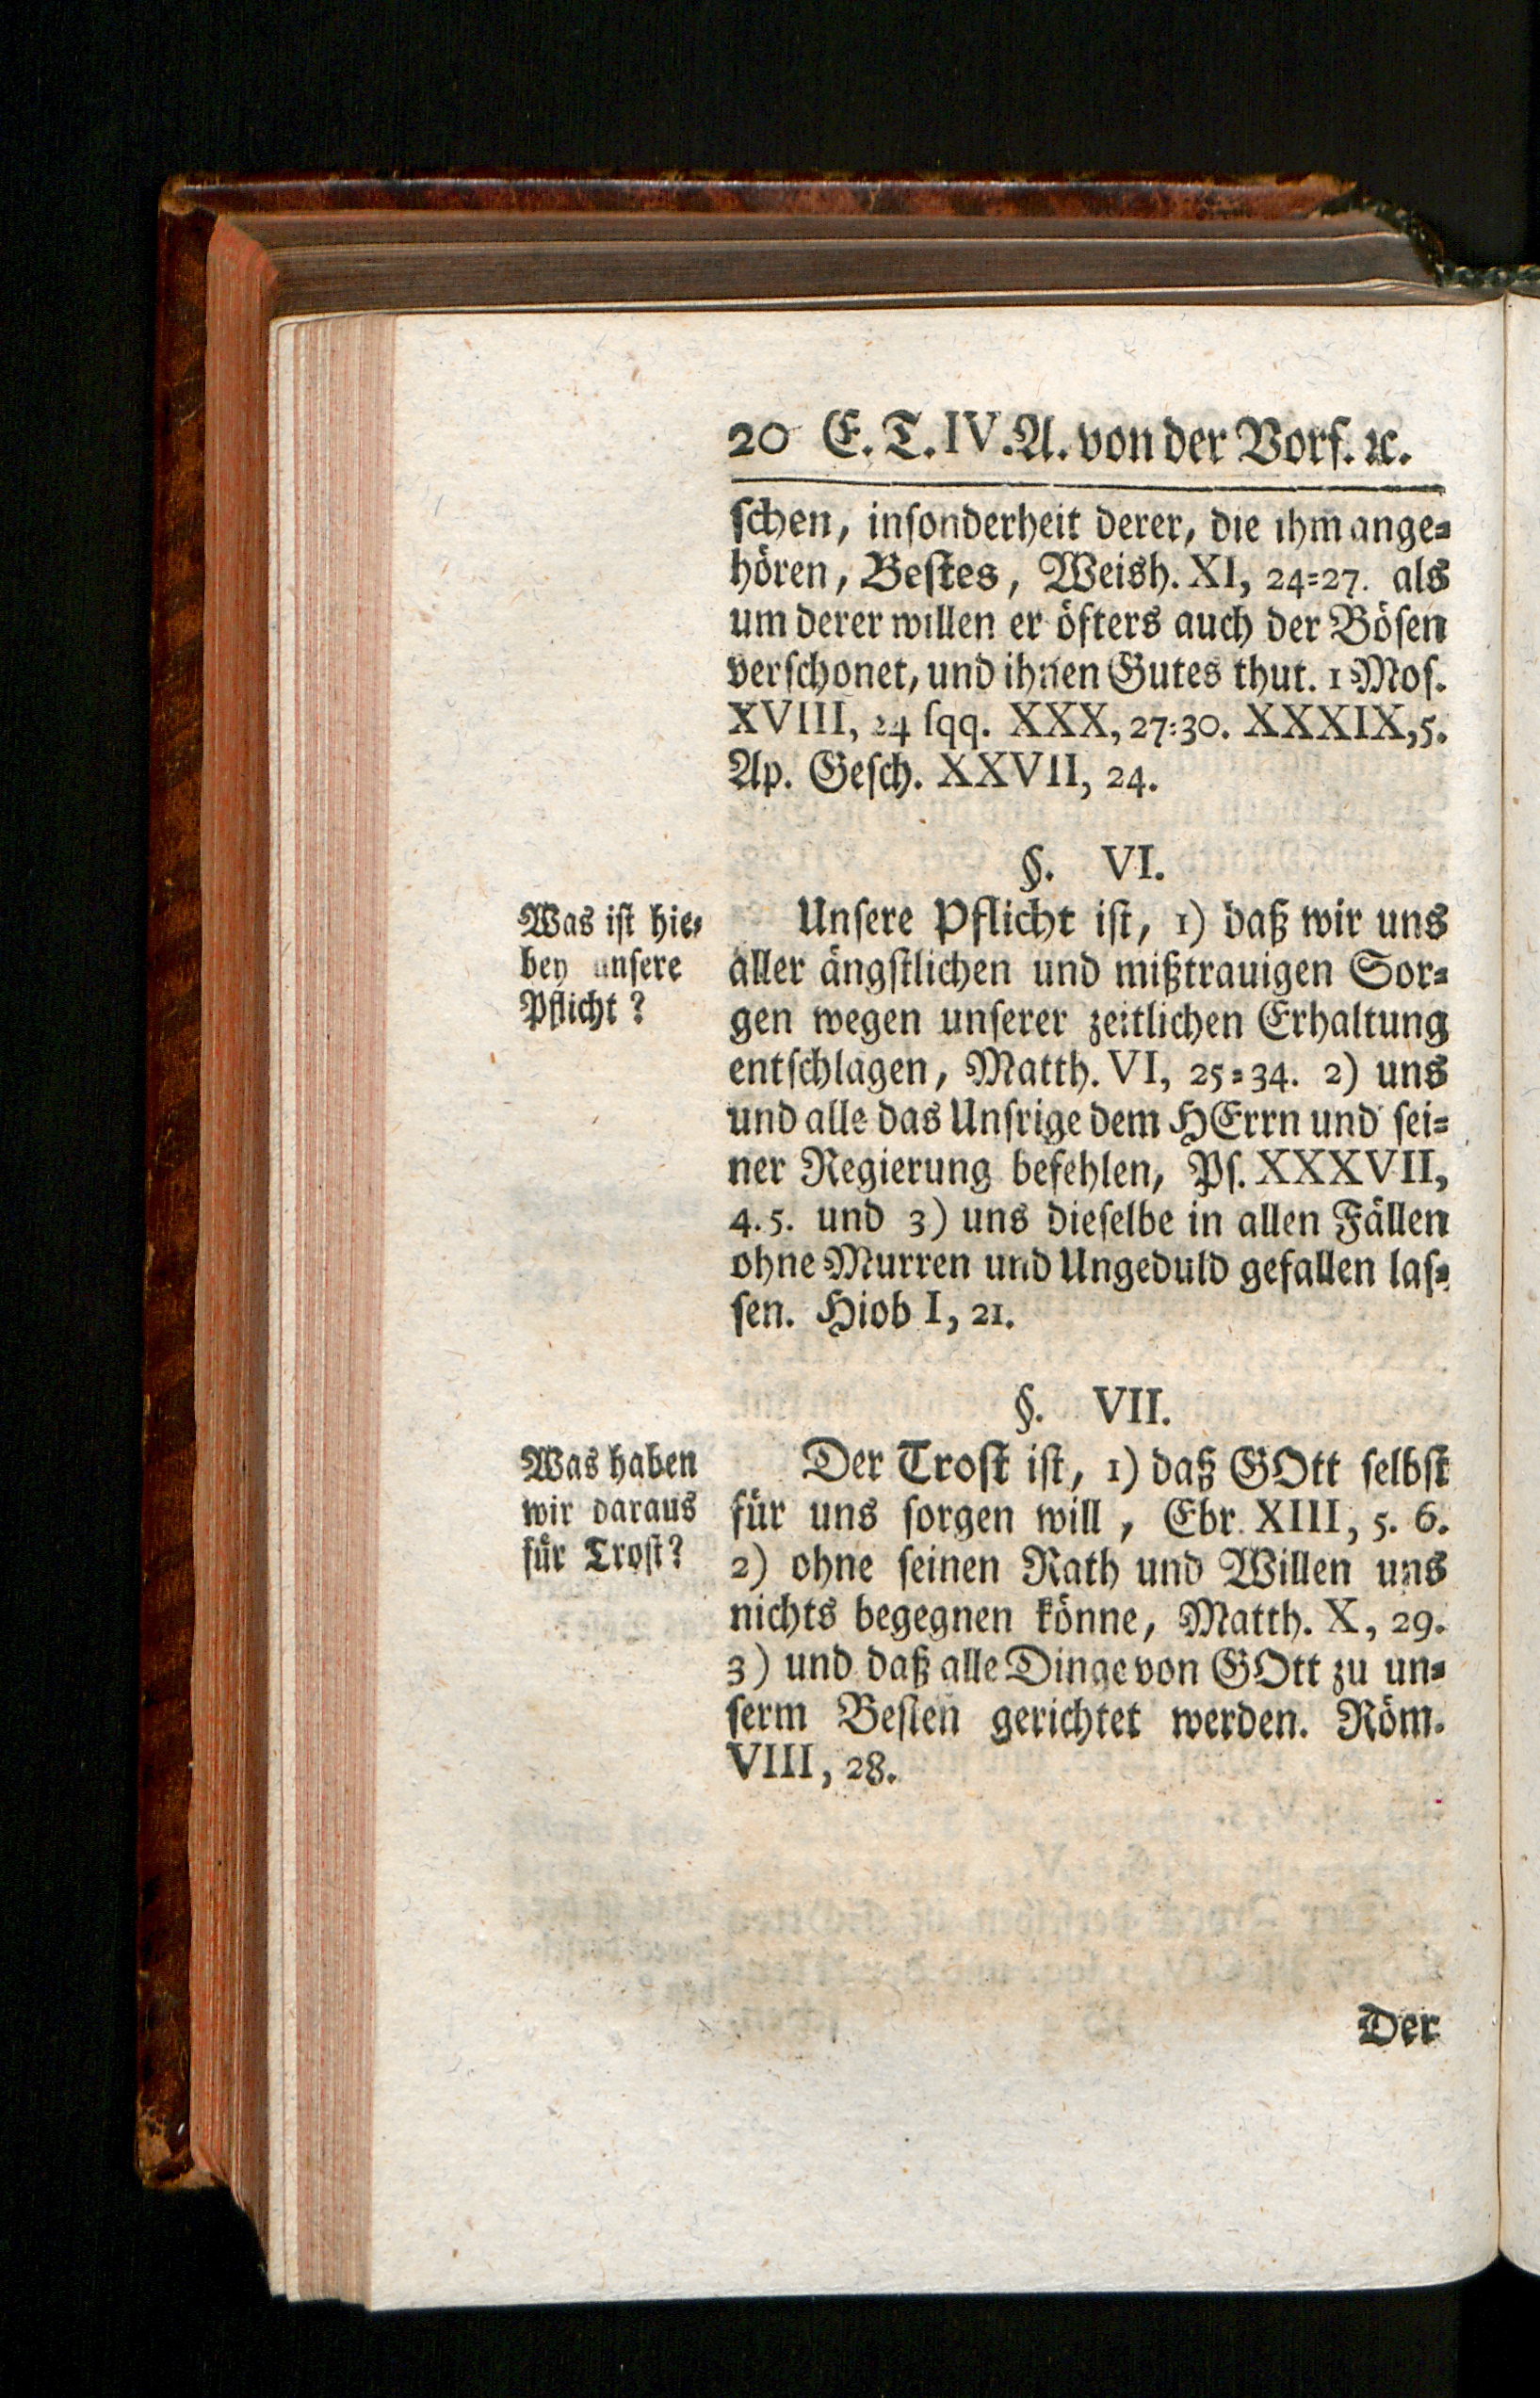 20 E. T. IV. A. von der Vorſ. ꝛc.
ſchen, inſonderheit derer, die ihm ange⸗
hören, Beſtes, Weish. XI, 24⸗27. als
um derer willen er öfters auch der Böſen
verſchonet, und ihnen Gutes thut. 1 Moſ.
XVIII, 24 ſqq. XXX, 27⸗30. XXXIX, 5.
Ap. Geſch. XXVII, 24.
§. VI.
Was iſt hie⸗
bey unſere
Pflicht?
Unſere Pflicht iſt, 1) daß wir uns
aller ängſtlichen und mißtrauigen Sor⸗
gen wegen unſerer zeitlichen Erhaltung
entſchlagen, Matth. VI, 25⸗34. 2) uns
und alle das Unſrige dem HErrn und ſei⸗
ner Regierung befehlen, Pſ. XXXVII,
4. 5. und 3) uns dieſelbe in allen Fällen
ohne Murren und Ungeduld gefallen laſ⸗
ſen. Hiob I, 21.
§. VII.
Was haben
wir daraus
für Troſt?
Der Troſt iſt, 1) daß GOtt ſelbſt
für uns ſorgen will, Ebr. XIII, 5. 6.
2) ohne ſeinen Rath und Willen uns
nichts begegnen könne, Matth. X, 29.
3) und daß alle Dinge von GOtt zu un⸗
ſerm Beſten gerichtet werden. Röm.
VIII, 28.
Der